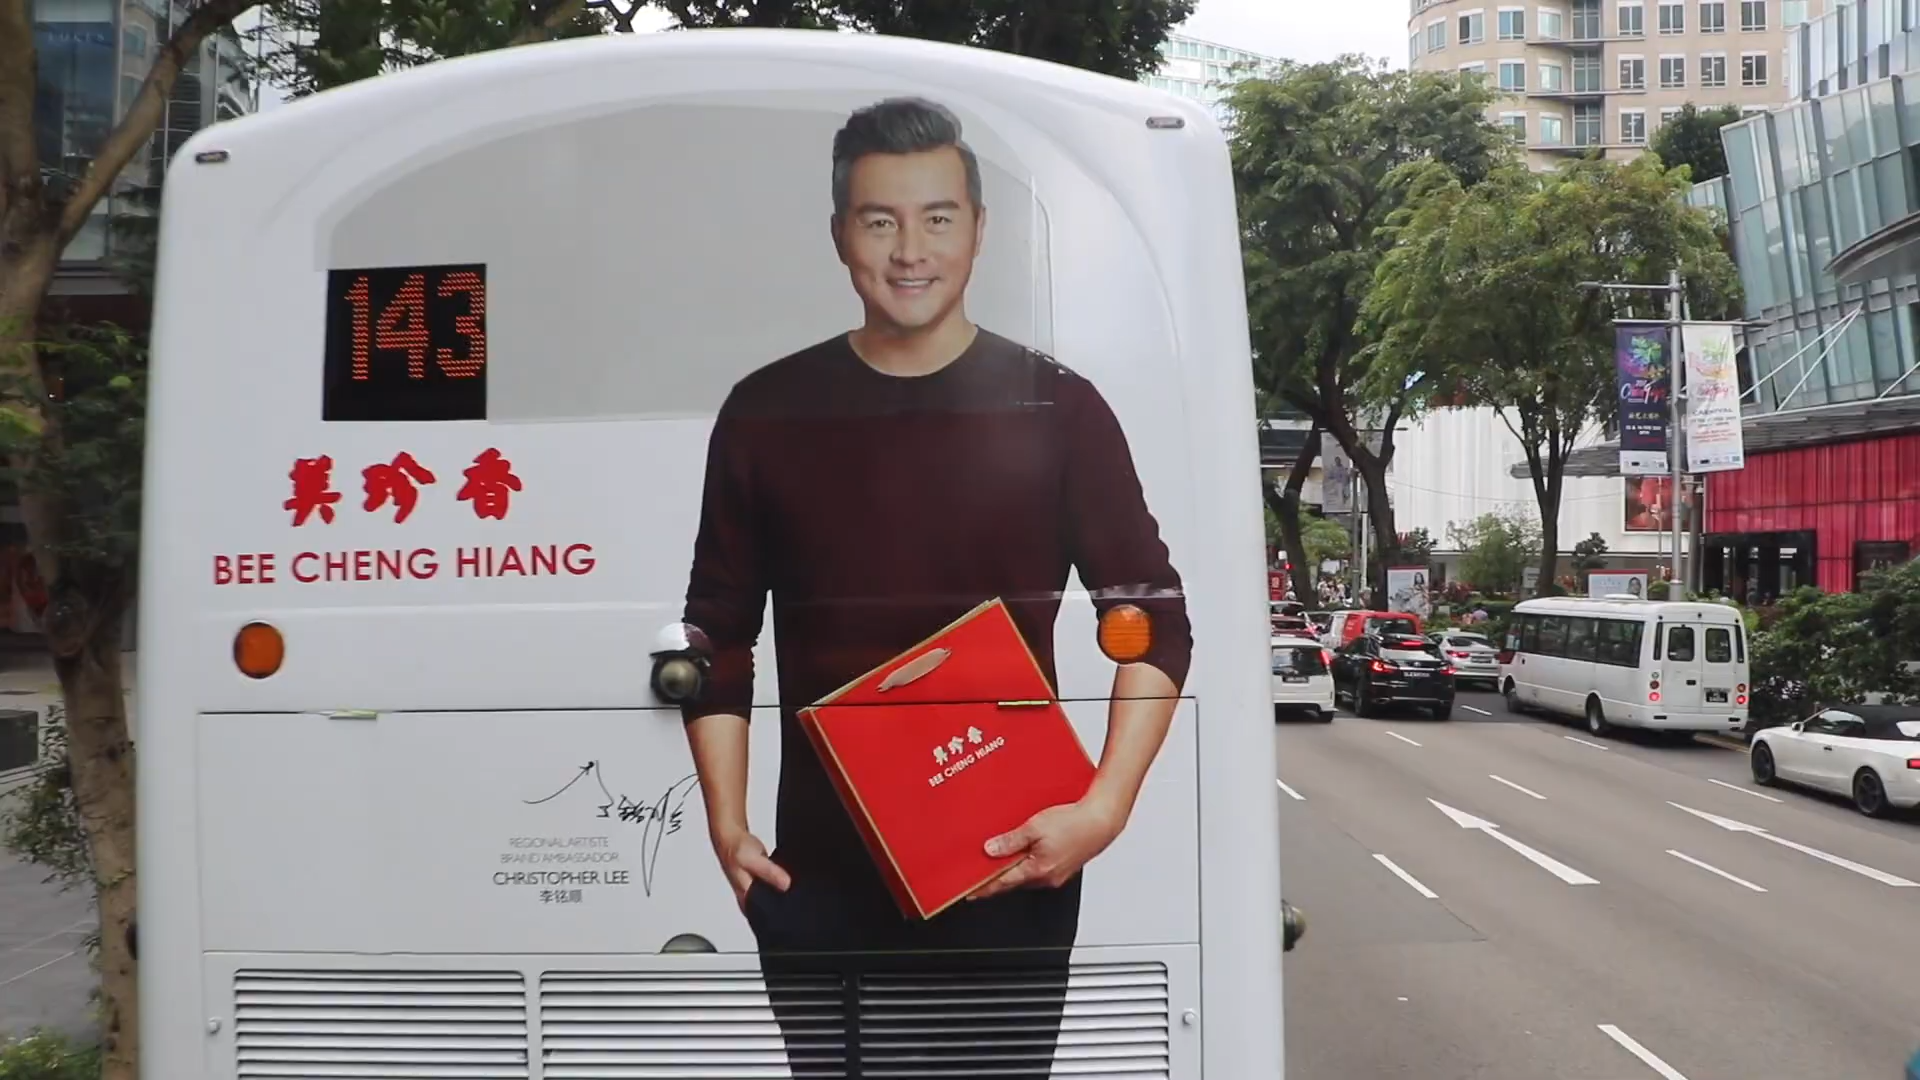 143
美珍香
BEE CHENG HIANG
美珍香
BEE CHENG HIANG
REGIONAL ARTISTE
BRAND AMBASSADOR
CHRISTOPHER LEE
李铭顺
CARNIVAL